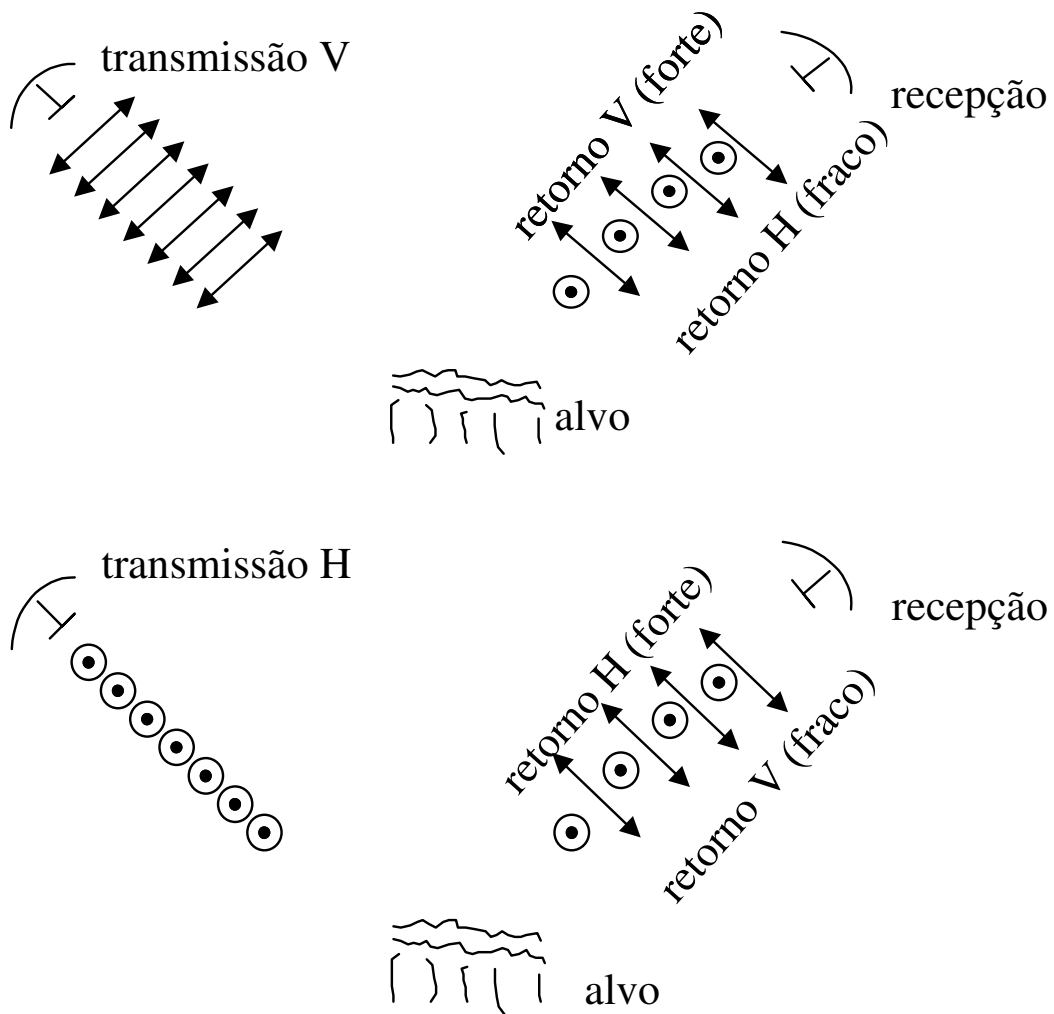 transmissão V
retorno V (forte)
recepção
retorno H (fraco)
alvo
transmissão H
retorno H (forte)
recepção
retorno V (fraco)
alvo